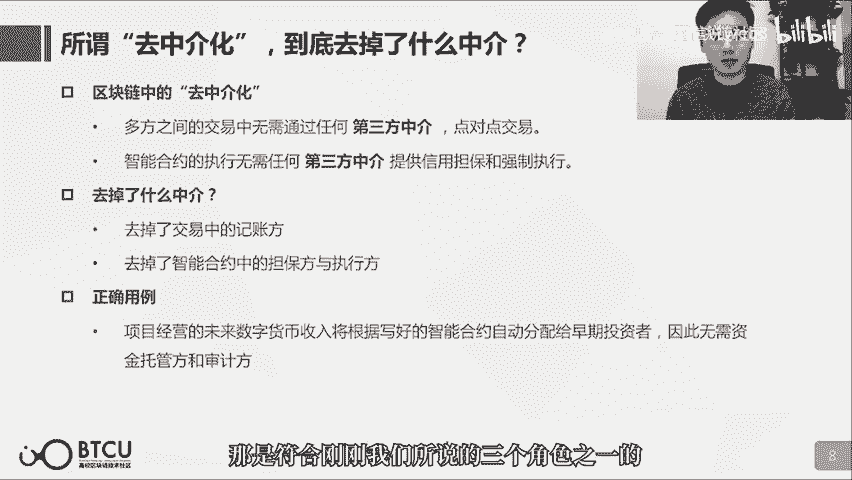 所谓“去中介化”，到底去掉了什么中介？
bilibili
区块链中的“去中介化”
多方之间的交易中无需通过任何 第三方中介 ，点对点交易。
智能合约的执行无需任何 第三方中介 提供信用担保和强制执行。
去掉了什么中介？
去掉了交易中的记账方
去掉了智能合约中的担保方与执行方
正确用例
项目经营的未来数字货币收入将根据写好的智能合约自动分配给早期投资者，因此无需资
金托管方和审计方
BTCU
高校区块链技术社区
那是符合刚刚我们所说的三个角色之一的
8